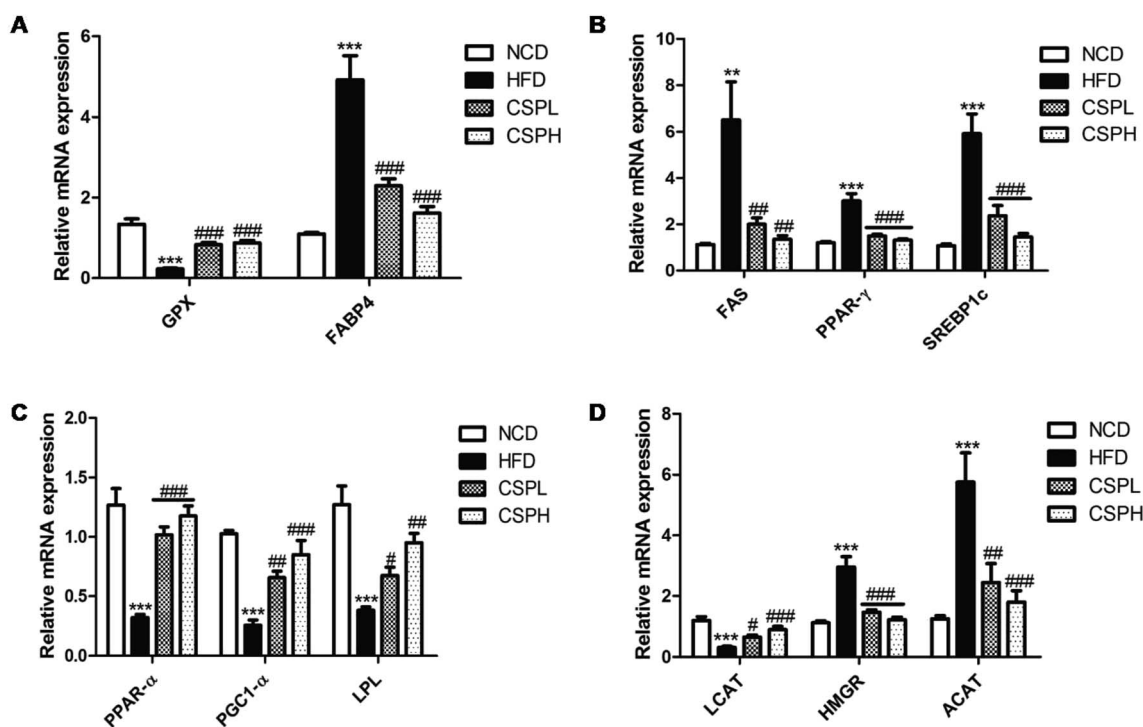 A
Relative mRNA expression
6
4
2
0
***
***
###
###
###
###
GPX
FABP4
NCD
HFD
CSPL
CSPH
B
Relative mRNA expression
10
8
6
4
2
0
**
##
##
***
###
***
###
FAS
PPAR-γ
SREBP1c
NCD
HFD
CSPL
CSPH
C
Relative mRNA expression
2.0
1.5
1.0
0.5
0.0
***
###
***
##
###
***
#
##
PPAR-α
PGC1-α
LPL
NCD
HFD
CSPL
CSPH
D
Relative mRNA expression
8
6
4
2
0
***
#
###
***
###
***
##
###
LCAT
HMGR
ACAT
NCD
HFD
CSPL
CSPH